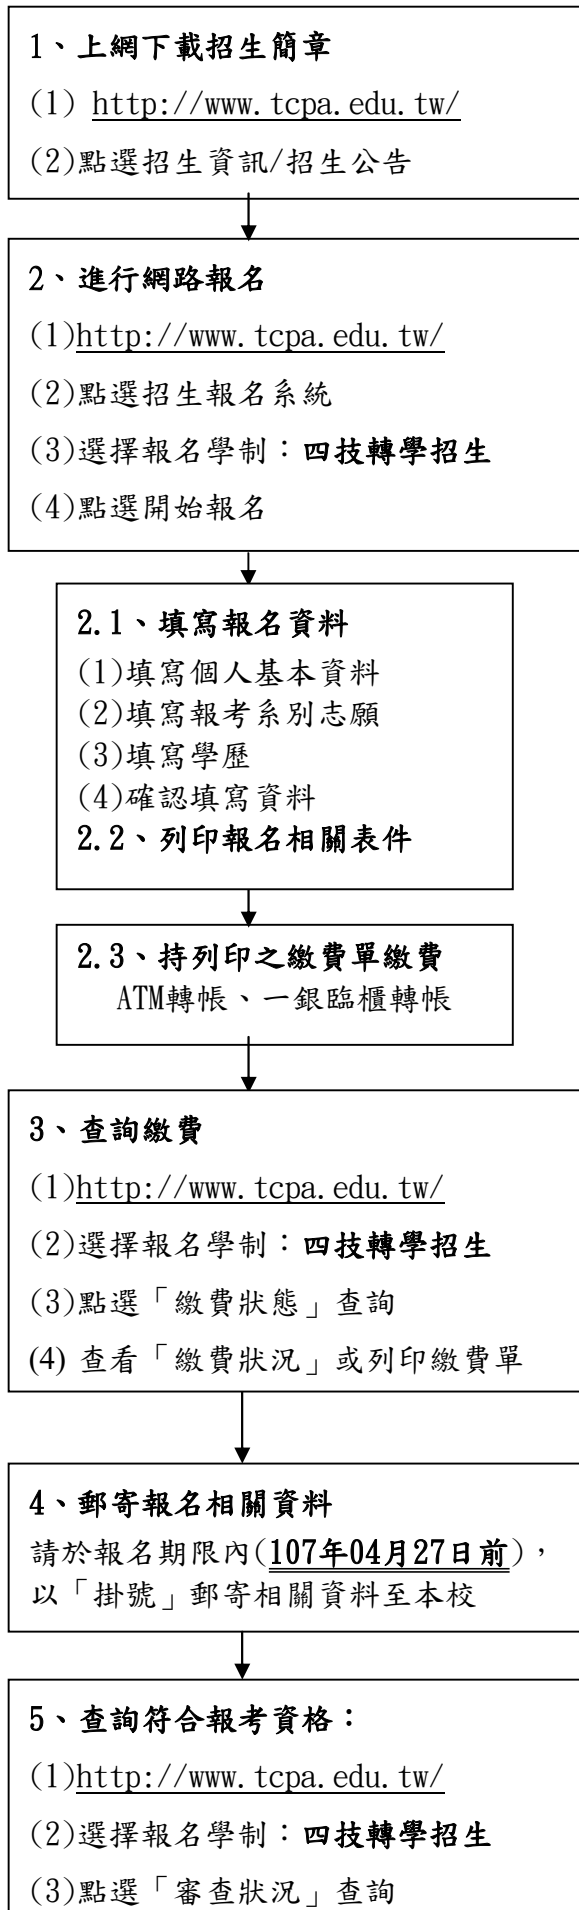 1、上網下載招生簡章
(1) http://www.tcpa.edu.tw/
(2)點選招生資訊/招生公告
2、進行網路報名
(1)http://www.tcpa.edu.tw/
(2)點選招生報名系統
(3)選擇報名學制：四技轉學招生
(4)點選開始報名
2.1、填寫報名資料
(1)填寫個人基本資料
(2)填寫報考系別志願
(3)填寫學歷
(4)確認填寫資料
2.2、列印報名相關表件
2.3、持列印之繳費單繳費
ATM轉帳、一銀臨櫃轉帳
3、查詢繳費
(1)http://www.tcpa.edu.tw/
(2)選擇報名學制：四技轉學招生
(3)點選「繳費狀態」查詢
(4) 查看「繳費狀況」或列印繳費單
4、郵寄報名相關資料
請於報名期限內(107年04月27日前)，
以「掛號」郵寄相關資料至本校
5、查詢符合報考資格：
(1)http://www.tcpa.edu.tw/
(2)選擇報名學制：四技轉學招生
(3)點選「審查狀況」查詢